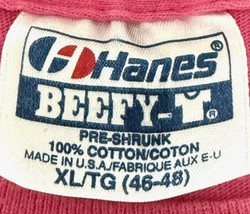 Hanes®
BEEFY-T®
PRE-SHRUNK
100% COTTON/COTON
MADE IN U.S.A/FABRIQUE AUX E-U
XL/TG (46-48)